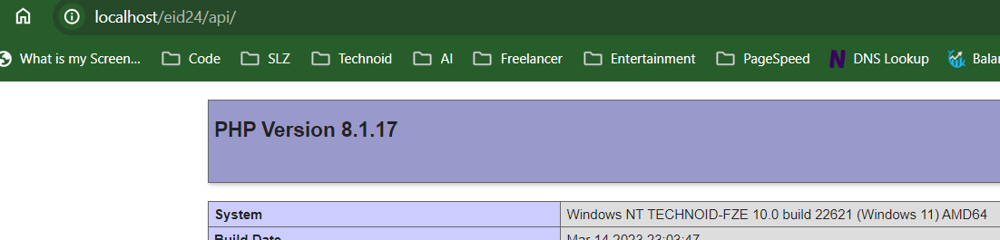 localhost/eid24/api/
What is my Screen... Code SLZ Technoid AI Freelancer Entertainment PageSpeed DNS Lookup Balan
PHP Version 8.1.17
System Windows NT TECHNOID-FZE 10.0 build 22621 (Windows 11) AMD64
Build Date Mar 14 2023 23:03:47